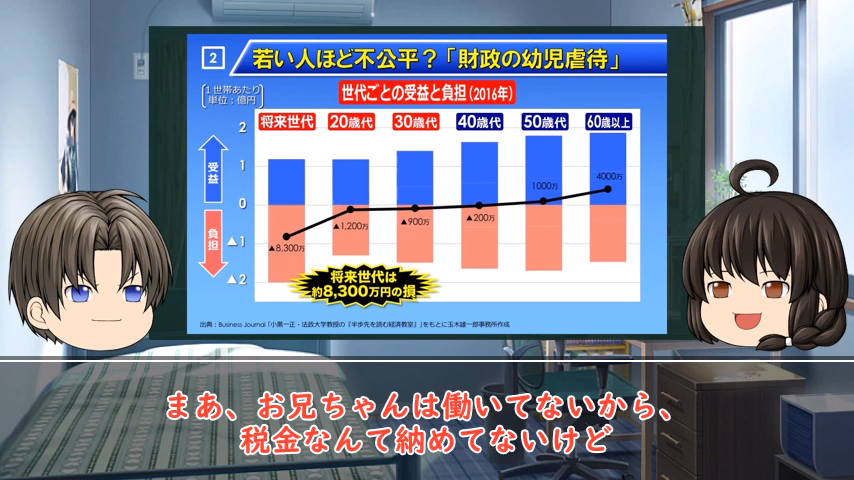 2
若い人ほど不公平?「財政の幼児虐待」
1世帯あたり
単位:億円
世代ごとの受益と負担(2016年)
将来世代 20歳代 30歳代 40歳代 50歳代 60歳以上
2
1
0
▲1
▲2
受益
負担
▲8,300万
▲1,200万
▲900万
▲200万
1000万
4000万
将来世代は
約8,300万円の損
出典:Business Journal「小黒一正・法政大学教授の『半歩先を読む経済教室』」をもとに玉木雄一郎事務所作成
まあ、お兄ちゃんは働いてないから、
税金なんて納めてないけど